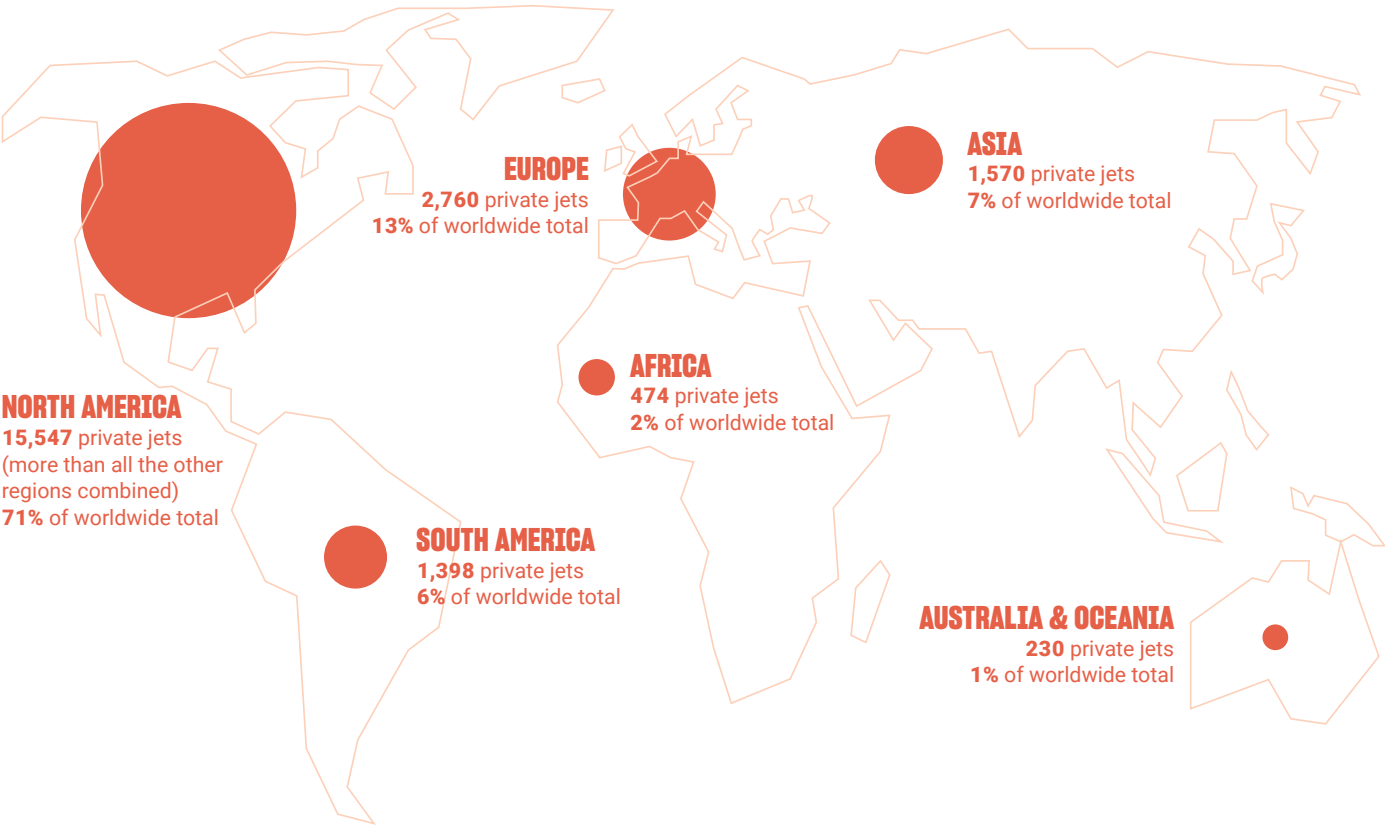 EUROPE
2,760 private jets
13% of worldwide total
ASIA
1,570 private jets
7% of worldwide total
AFRICA
474 private jets
2% of worldwide total
NORTH AMERICA
15,547 private jets
(more than all the other
regions combined)
71% of worldwide total
SOUTH AMERICA
1,398 private jets
6% of worldwide total
AUSTRALIA & OCEANIA
230 private jets
1% of worldwide total